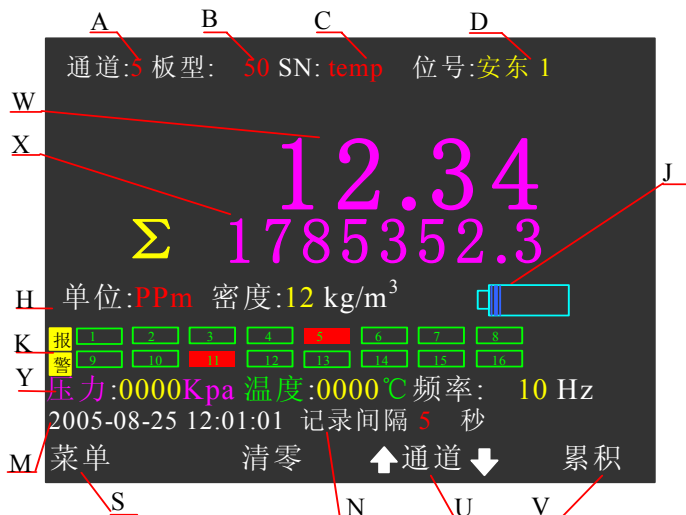 A B C D
通道:5 板型: 50 SN: temp 位号:安东 1
W
12.34
X
J
Σ 1785352.3
H
单位:PPm 密度:12 kg/m³
K
报 1 2 3 4 5 6 7 8
警 9 10 11 12 13 14 15 16
Y
压力:0000Kpa 温度:0000℃ 频率: 10 Hz
2005-08-25 12:01:01 记录间隔 5 秒
M
菜单 清零 通道 累积
S N U V